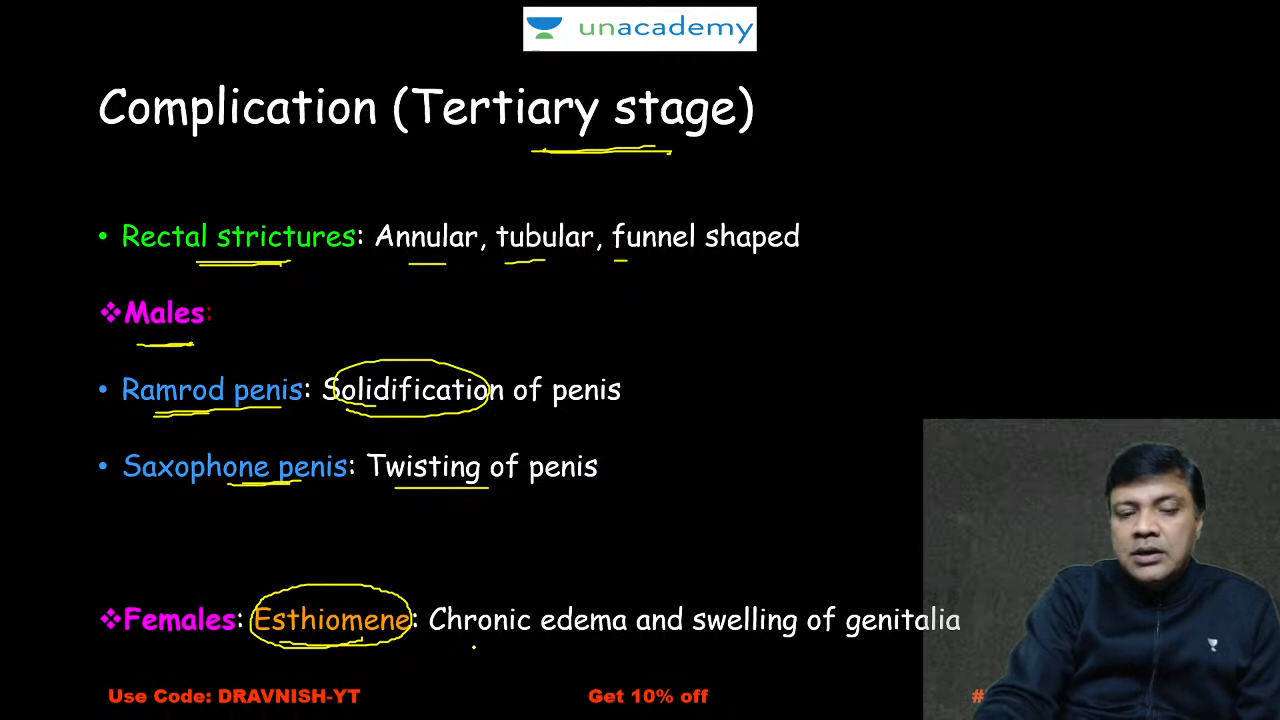 unacademy
Complication (Tertiary stage)
• Rectal strictures: Annular, tubular, funnel shaped
❖Males:
• Ramrod penis: Solidification of penis
• Saxophone penis: Twisting of penis
❖Females: Esthiomene: Chronic edema and swelling of genitalia
Use Code: DRAVNISH-YT Get 10% off #